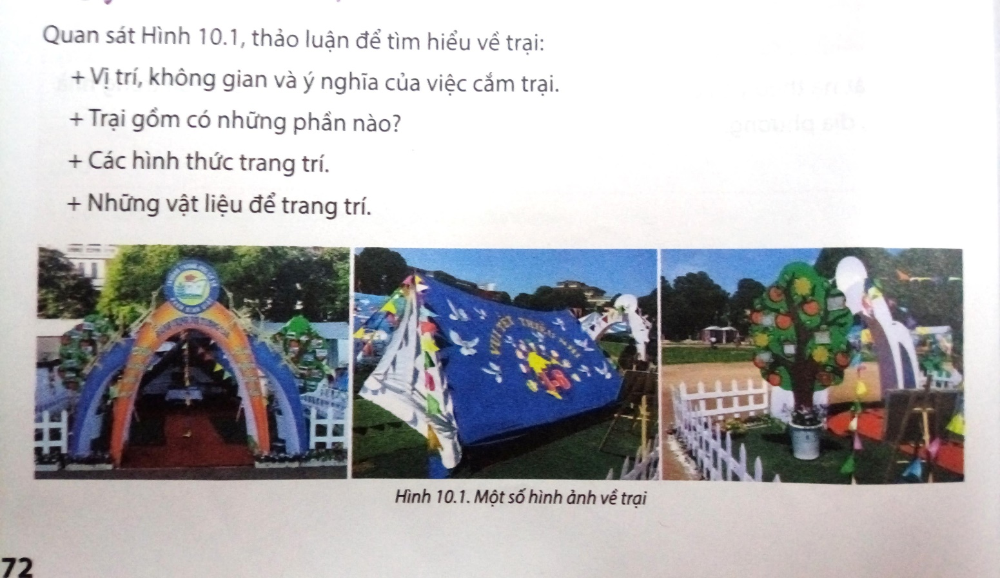 Quan sát Hình 10.1, thảo luận để tìm hiểu về trại:
+ Vị trí, không gian và ý nghĩa của việc cắm trại.
+ Trại gồm có những phần nào?
+ Các hình thức trang trí.
+ Những vật liệu để trang trí.
Hình 10.1. Một số hình ảnh về trại
72